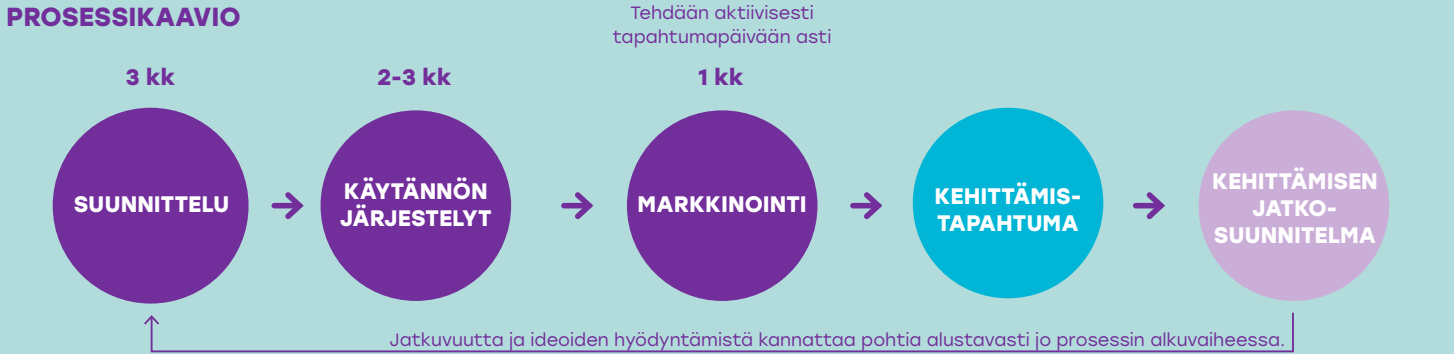 PROSESSIKAAVIO
Tehdään aktiivisesti
tapahtumapäivään asti
3 kk
2-3 kk
1 kk
SUUNNITTELU
KÄYTÄNNÖN
JÄRJESTELYT
MARKKINOINTI
KEHITTÄMIS-
TAPAHTUMA
KEHITTÄMISEN
JATKO-
SUUNNITELMA
Jatkuvuutta ja ideoiden hyödyntämistä kannattaa pohtia alustavasti jo prosessin alkuvaiheessa.